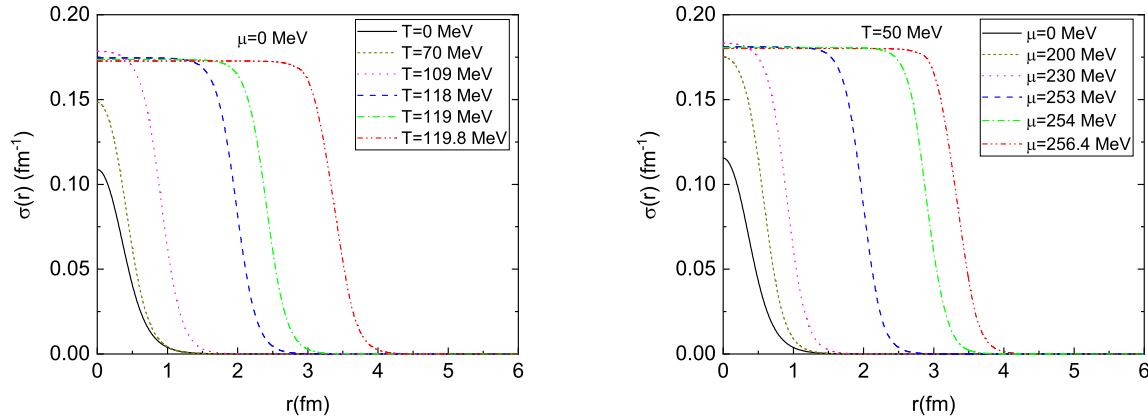 0.20
0.15
0.10
0.05
0.00
σ(r) (fm⁻¹)
μ=0 MeV
T=0 MeV
T=70 MeV
T=109 MeV
T=118 MeV
T=119 MeV
T=119.8 MeV
0 1 2 3 4 5 6
r(fm)
0.20
0.15
0.10
0.05
0.00
σ(r) (fm⁻¹)
T=50 MeV
μ=0 MeV
μ=200 MeV
μ=230 MeV
μ=253 MeV
μ=254 MeV
μ=256.4 MeV
0 1 2 3 4 5 6
r(fm)